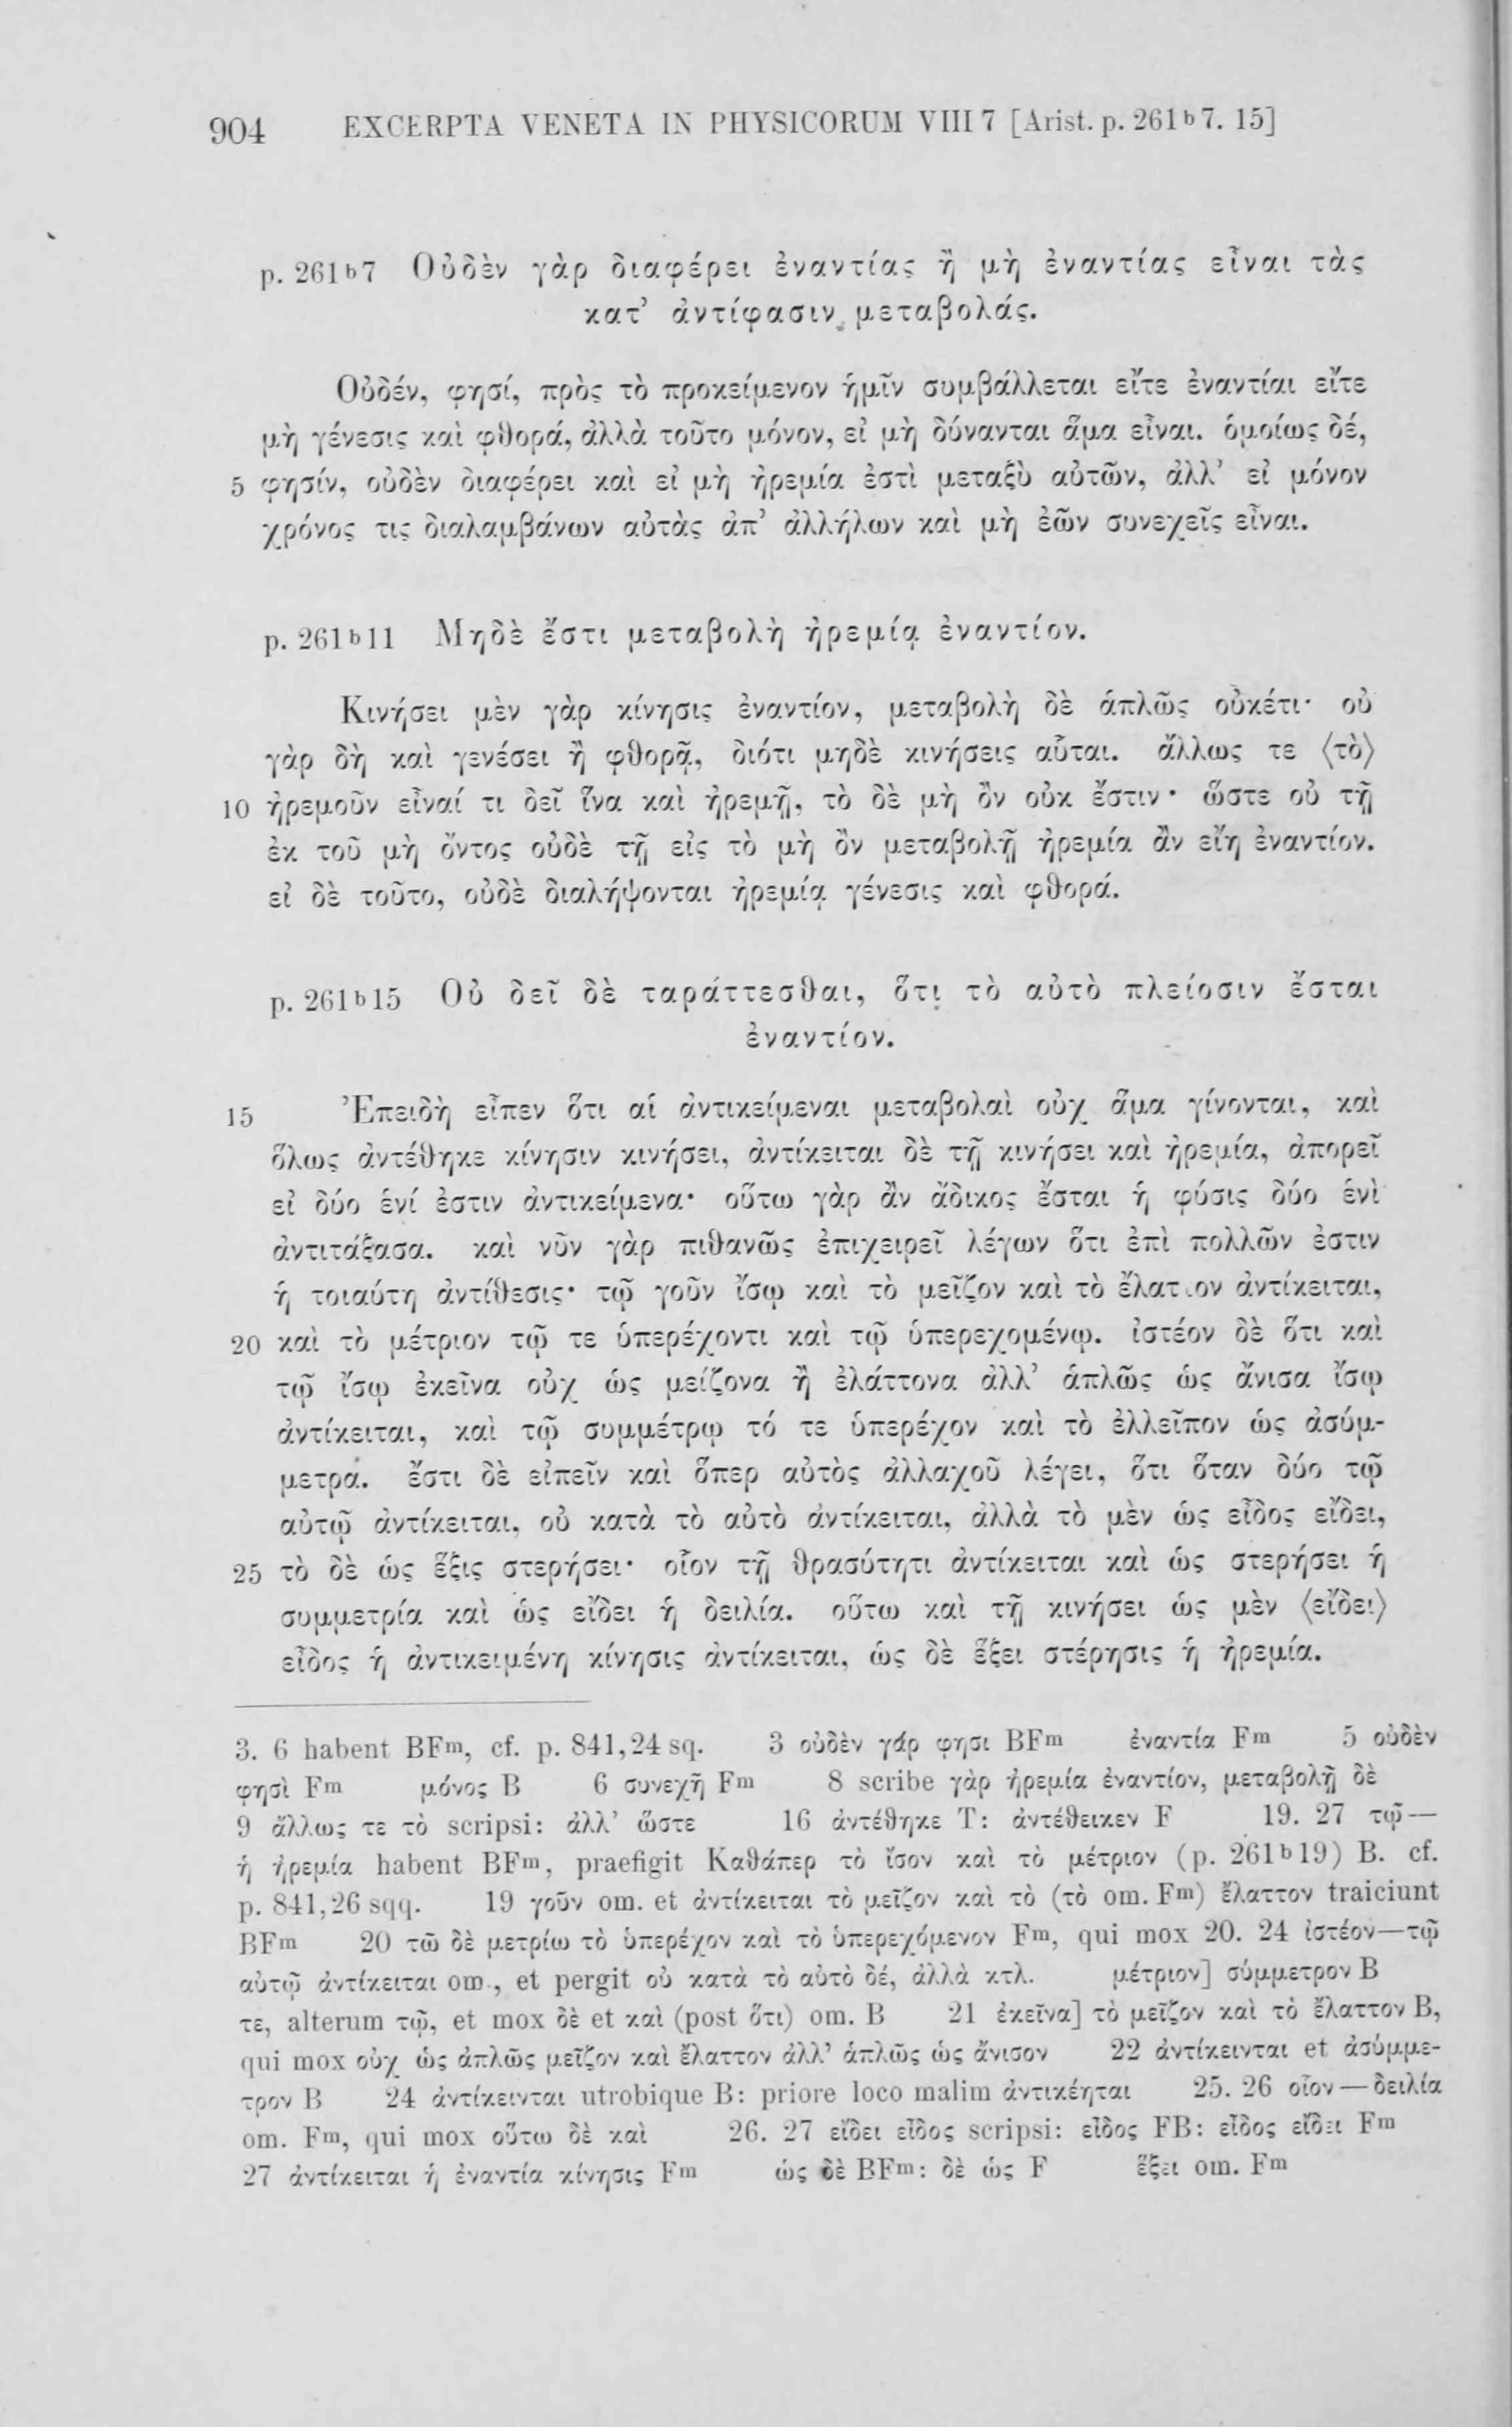 904 EXCERPTA VENETA IN PHYSICORUM VIII 7 [Arist. p. 261ᵇ7. 15]
p. 261ᵇ7 Οὐδὲν γὰρ διαφέρει ἐναντίας ἢ μὴ ἐναντίας εἶναι τὰς
κατ’ ἀντίφασιν μεταβολάς.
Οὐδέν, φησί, πρὸς τὸ προκείμενον ἡμῖν συμβάλλεται εἴτε ἐναντίαι εἴτε
μὴ γένεσις καὶ φθορά, ἀλλὰ τοῦτο μόνον, εἰ μὴ δύνανται ἅμα εἶναι. ὁμοίως δέ,
5 φησίν, οὐδὲν διαφέρει καὶ εἰ μὴ ἠρεμία ἐστὶ μεταξὺ αὐτῶν, ἀλλ’ εἰ μόνον
χρόνος τις διαλαμβάνων αὐτὰς ἀπ’ ἀλλήλων καὶ μὴ ἐῶν συνεχεῖς εἶναι.
p. 261ᵇ11 Μηδὲ ἔστι μεταβολὴ ἠρεμίᾳ ἐναντίον.
Κινήσει μὲν γὰρ κίνησις ἐναντίον, μεταβολὴ δὲ ἁπλῶς οὐκέτι· οὐ
γὰρ δὴ καὶ γενέσει ἢ φθορᾷ, διότι μηδὲ κινήσεις αὗται. ἄλλως τε ⟨τὸ⟩
10 ἠρεμοῦν εἶναί τι δεῖ ἵνα καὶ ἠρεμῇ, τὸ δὲ μὴ ὂν οὐκ ἔστιν· ὥστε οὐ τῇ
ἐκ τοῦ μὴ ὄντος οὐδὲ τῇ εἰς τὸ μὴ ὂν μεταβολῇ ἠρεμία ἂν εἴη ἐναντίον.
εἰ δὲ τοῦτο, οὐδὲ διαλήψονται ἠρεμίᾳ γένεσις καὶ φθορά.
p. 261ᵇ15 Οὐ δεῖ δὲ ταράττεσθαι, ὅτι τὸ αὐτὸ πλείοσιν ἔσται
ἐναντίον.
15 Ἐπειδὴ εἶπεν ὅτι αἱ ἀντικείμεναι μεταβολαὶ οὐχ ἅμα γίνονται, καὶ
ὅλως ἀντέθηκε κίνησιν κινήσει, ἀντίκειται δὲ τῇ κινήσει καὶ ἠρεμία, ἀπορεῖ
εἰ δύο ἑνί ἐστιν ἀντικείμενα· οὕτω γὰρ ἂν ἄδικος ἔσται ἡ φύσις δύο ἑνὶ
ἀντιτάξασα. καὶ νῦν γὰρ πιθανῶς ἐπιχειρεῖ λέγων ὅτι ἐπὶ πολλῶν ἐστιν
ἡ τοιαύτη ἀντίθεσις· τῷ γοῦν ἴσῳ καὶ τὸ μεῖζον καὶ τὸ ἔλαττον ἀντίκειται,
20 καὶ τὸ μέτριον τῷ τε ὑπερέχοντι καὶ τῷ ὑπερεχομένῳ. ἰστέον δὲ ὅτι καὶ
τῷ ἴσῳ ἐκεῖνα οὐχ ὡς μείζονα ἢ ἐλάττονα ἀλλ’ ἁπλῶς ὡς ἄνισα ἴσῳ
ἀντίκειται, καὶ τῷ συμμέτρῳ τό τε ὑπερέχον καὶ τὸ ἐλλεῖπον ὡς ἀσύμ-
μετρα. ἔστι δὲ εἰπεῖν καὶ ὅπερ αὐτὸς ἀλλαχοῦ λέγει, ὅτι ὅταν δύο τῷ
αὐτῷ ἀντίκειται, οὐ κατὰ τὸ αὐτὸ ἀντίκειται, ἀλλὰ τὸ μὲν ὡς εἶδος εἴδει,
25 τὸ δὲ ὡς ἕξις στερήσει· οἷον τῇ θρασύτητι ἀντίκειται καὶ ὡς στερήσει ἡ
συμμετρία καὶ ὡς εἴδει ἡ δειλία. οὕτω καὶ τῇ κινήσει ὡς μὲν ⟨εἴδει⟩
εἶδος ἡ ἀντικειμένη κίνησις ἀντίκειται, ὡς δὲ ἕξει στέρησις ἡ ἠρεμία.
3. 6 habent BFᵐ, cf. p. 841,24 sq. 3 οὐδὲν γάρ φησι BFᵐ ἐναντία Fᵐ 5 οὐδὲν
φησὶ Fᵐ μόνος B 6 συνεχῆ Fᵐ 8 scribe γὰρ ἠρεμία ἐναντίον, μεταβολῇ δὲ
9 ἄλλως τε τὸ scripsi: ἀλλ’ ὥστε 16 ἀντέθηκε T: ἀντέθεικεν F 19. 27 τῷ—
ἡ ἠρεμία habent BFᵐ, praefigit Καθάπερ τὸ ἴσον καὶ τὸ μέτριον (p. 261ᵇ19) B. cf.
p. 841,26 sqq. 19 γοῦν om. et ἀντίκειται τὸ μεῖζον καὶ τὸ (τὸ om. Fᵐ) ἔλαττον traiciunt
BFᵐ 20 τῶ δὲ μετρίω τὸ ὑπερέχον καὶ τὸ ὑπερεχόμενον Fᵐ, qui mox 20. 24 ἰστέον—τῷ
αὐτῷ ἀντίκειται om., et pergit οὐ κατὰ τὸ αὐτὸ δέ, ἀλλὰ κτλ. μέτριον] σύμμετρον B
τε, alterum τῷ, et mox δὲ et καὶ (post ὅτι) om. B 21 ἐκεῖνα] τὸ μεῖζον καὶ τὸ ἔλαττον B,
qui mox οὐχ ὡς ἁπλῶς μεῖζον καὶ ἔλαττον ἀλλ’ ἁπλῶς ὡς ἄνισον 22 ἀντίκεινται et ἀσύμμε-
τρον B 24 ἀντίκεινται utrobique B: priore loco malim ἀντικέηται 25. 26 οἷον—δειλία
om. Fᵐ, qui mox οὕτω δὲ καὶ 26. 27 εἴδει εἶδος scripsi: εἶδος FB: εἶδος εἴδει Fᵐ
27 ἀντίκειται ἡ ἐναντία κίνησις Fᵐ ὡς δὲ BFᵐ: δὲ ὡς F ἕξει om. Fᵐ